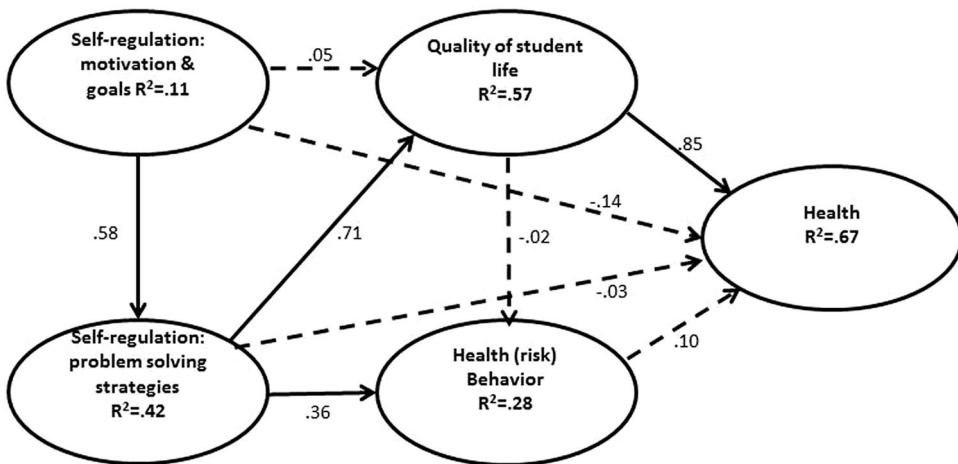 Self-regulation:
motivation &
goals R²=.11
.05
Quality of student
life
R²=.57
.85
-.14
Health
R²=.67
.58
.71
-.02
-.03
Self-regulation:
problem solving
strategies
R²=.42
.36
Health (risk)
Behavior
R²=.28
.10